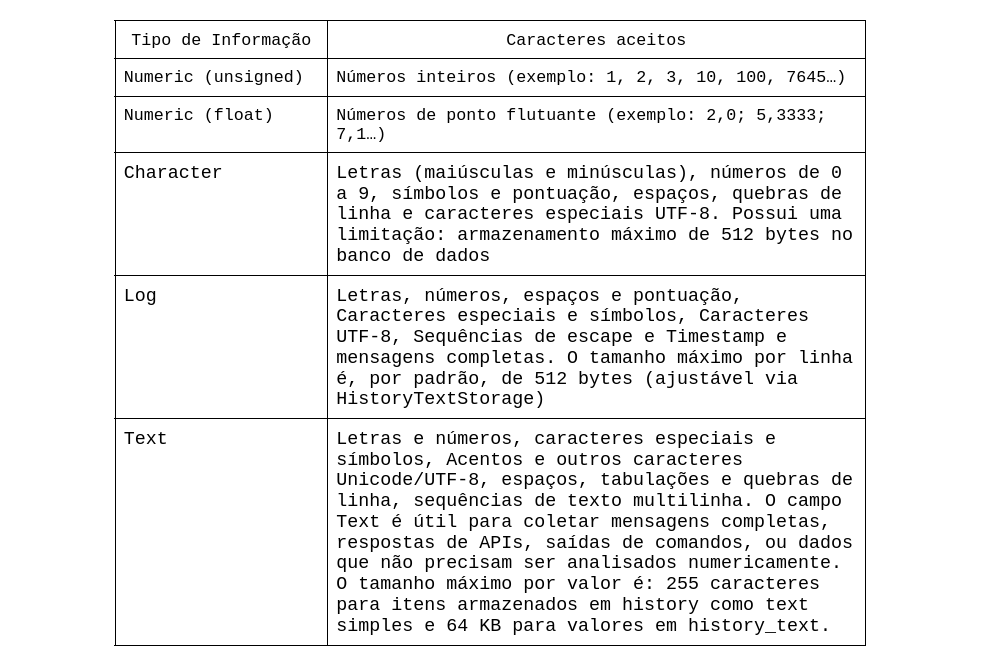 Tipo de Informação
Caracteres aceitos
Numeric (unsigned)
Números inteiros (exemplo: 1, 2, 3, 10, 100, 7645…)
Numeric (float)
Números de ponto flutuante (exemplo: 2,0; 5,3333;
7,1…)
Character
Letras (maiúsculas e minúsculas), números de 0
a 9, símbolos e pontuação, espaços, quebras de
linha e caracteres especiais UTF-8. Possui uma
limitação: armazenamento máximo de 512 bytes no
banco de dados
Log
Letras, números, espaços e pontuação,
Caracteres especiais e símbolos, Caracteres
UTF-8, Sequências de escape e Timestamp e
mensagens completas. O tamanho máximo por linha
é, por padrão, de 512 bytes (ajustável via
HistoryTextStorage)
Text
Letras e números, caracteres especiais e
símbolos, Acentos e outros caracteres
Unicode/UTF-8, espaços, tabulações e quebras de
linha, sequências de texto multilinha. O campo
Text é útil para coletar mensagens completas,
respostas de APIs, saídas de comandos, ou dados
que não precisam ser analisados numericamente.
O tamanho máximo por valor é: 255 caracteres
para itens armazenados em history como text
simples e 64 KB para valores em history_text.